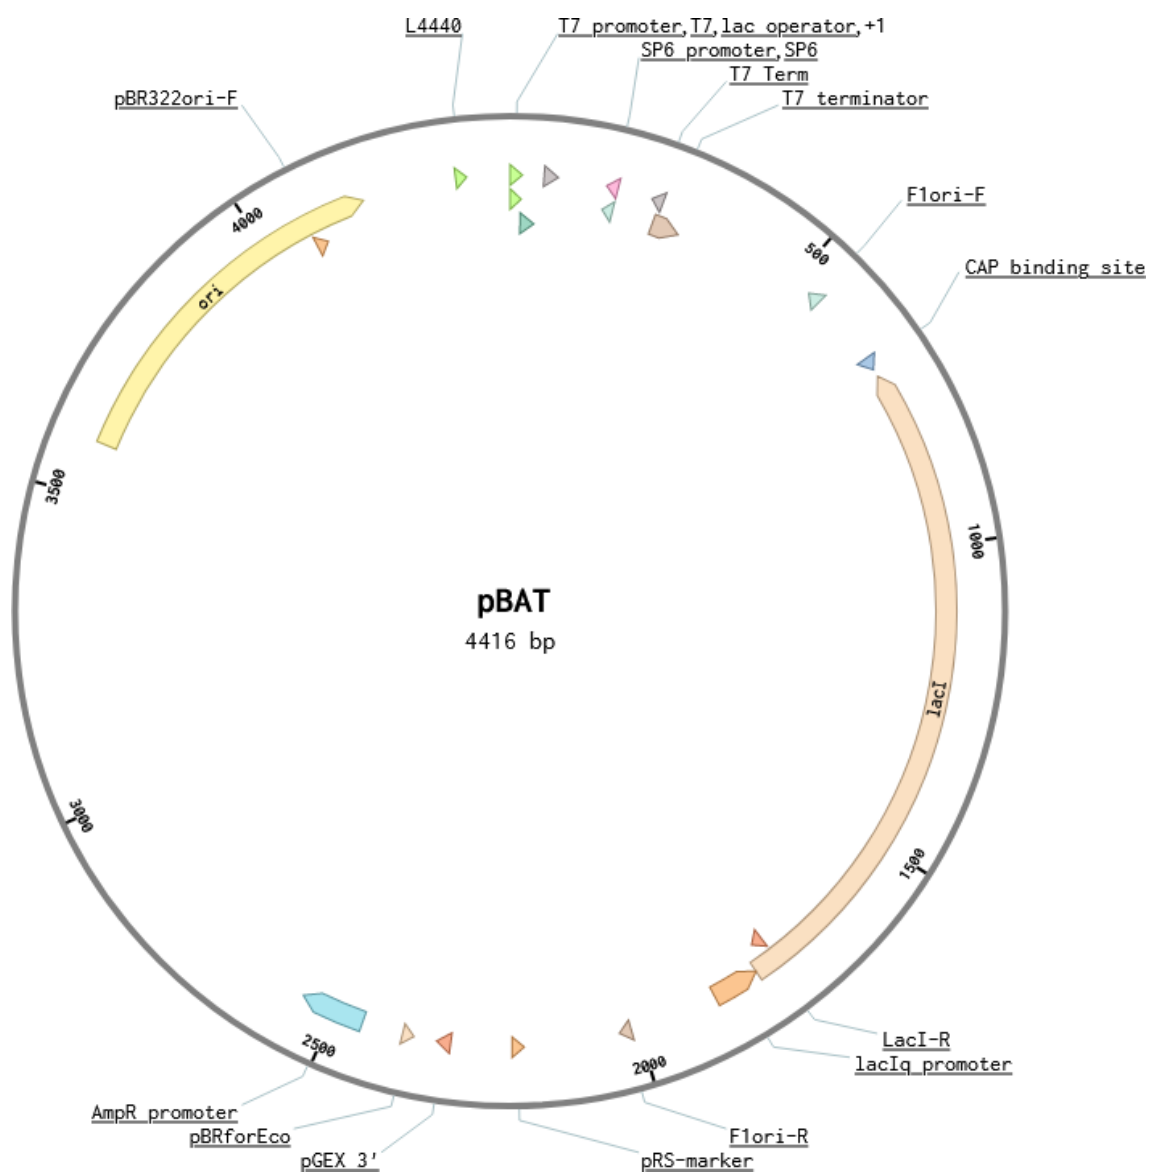 L4440
T7 promoter, T7, lac operator, +1
SP6 promoter, SP6
T7 Term
T7 terminator
pBR322ori-F
F1ori-F
CAP binding site
4000
500
ori
3500
1000
pBAT
4416 bp
lacI
3000
1500
2500
2000
LacI-R
lacIq promoter
AmpR promoter
pBRforEco
pGEX 3'
F1ori-R
pRS-marker